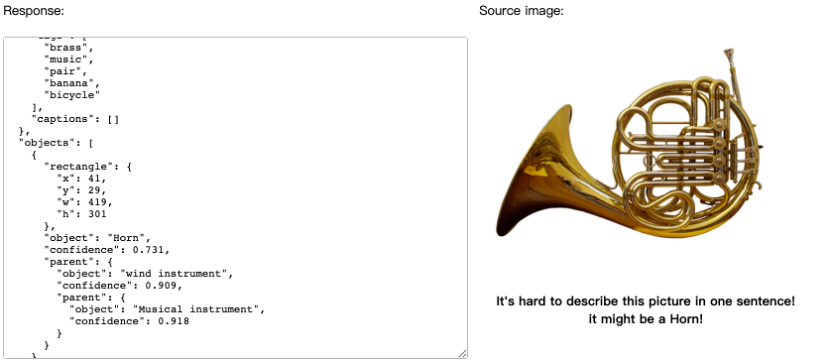 Response:
Source image:
"brass",
"music",
"pair",
"banana",
"bicycle"
],
"captions": []
},
"objects": [
{
"rectangle": {
"x": 41,
"y": 29,
"w": 419,
"h": 301
},
"object": "Horn",
"confidence": 0.731,
"parent": {
"object": "wind instrument",
"confidence": 0.909,
"parent": {
"object": "Musical instrument",
"confidence": 0.918
}
}
}
It's hard to describe this picture in one sentence!
it might be a Horn!